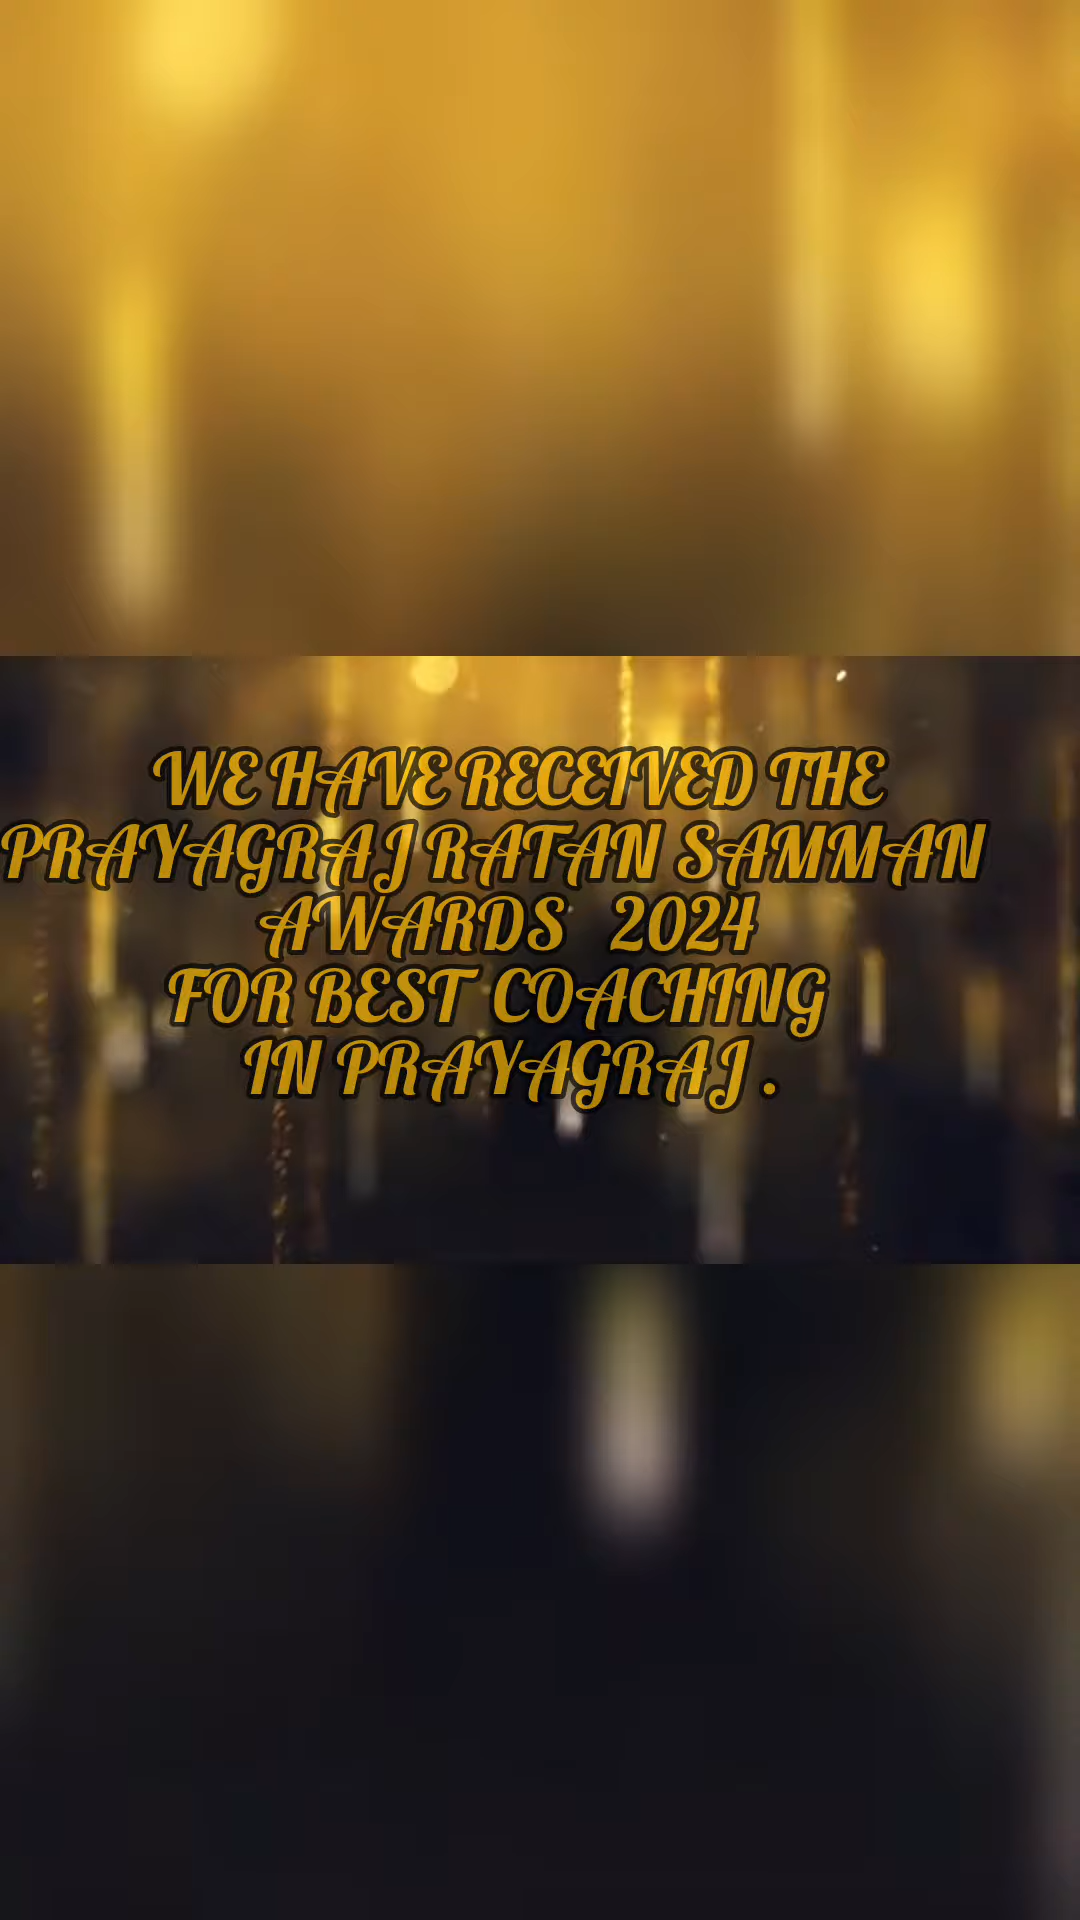 WE HAVE RECEIVED THE
PRAYAGRAJ RATAN SAMMAN
AWARDS 2024
FOR BEST COACHING
IN PRAYAGRAJ .